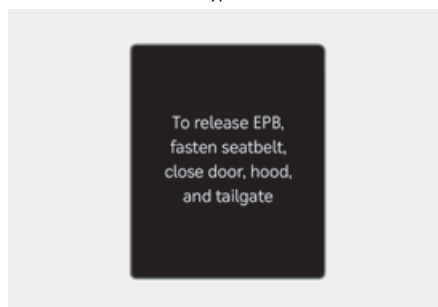 To release EPB,
fasten seatbelt,
close door, hood,
and tailgate